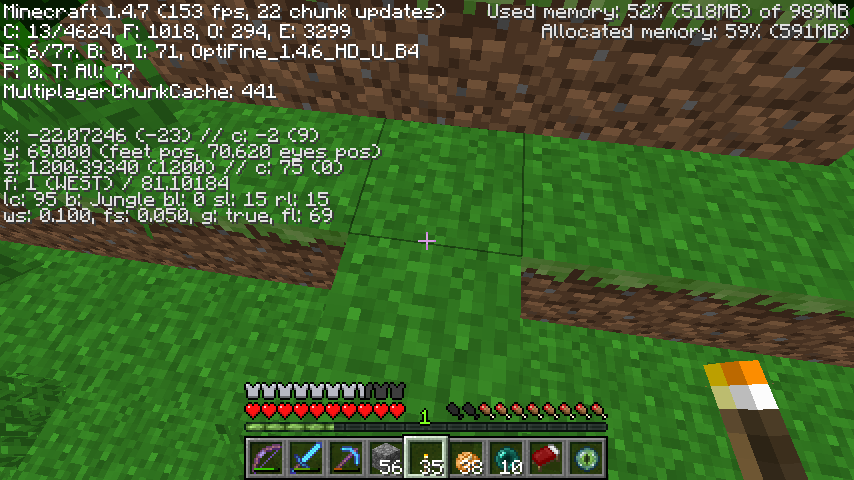 Minecraft 1.4.7 (153 fps, 22 chunk updates)
Used memory: 52% (518MB) of 989MB
C: 13/4624, F: 1018, O: 294, E: 3299
Allocated memory: 59% (591MB)
E: 6/77. B: 0, I: 71, OptiFine_1.4.6_HD_U_B4
P: 0. T: All: 77
MultiplayerChunkCache: 441
x: -22.07246 (-23) // c: -2 (9)
y: 69.000 (feet pos, 70.620 eyes pos)
z: 1200.39340 (1200) // c: 75 (0)
f: 1 (WEST) / 81.10184
lc: 95 b: Jungle bl: 0 sl: 15 rl: 15
ws: 0.100, fs: 0.050, g: true, fl: 69
1
56 35 38 10